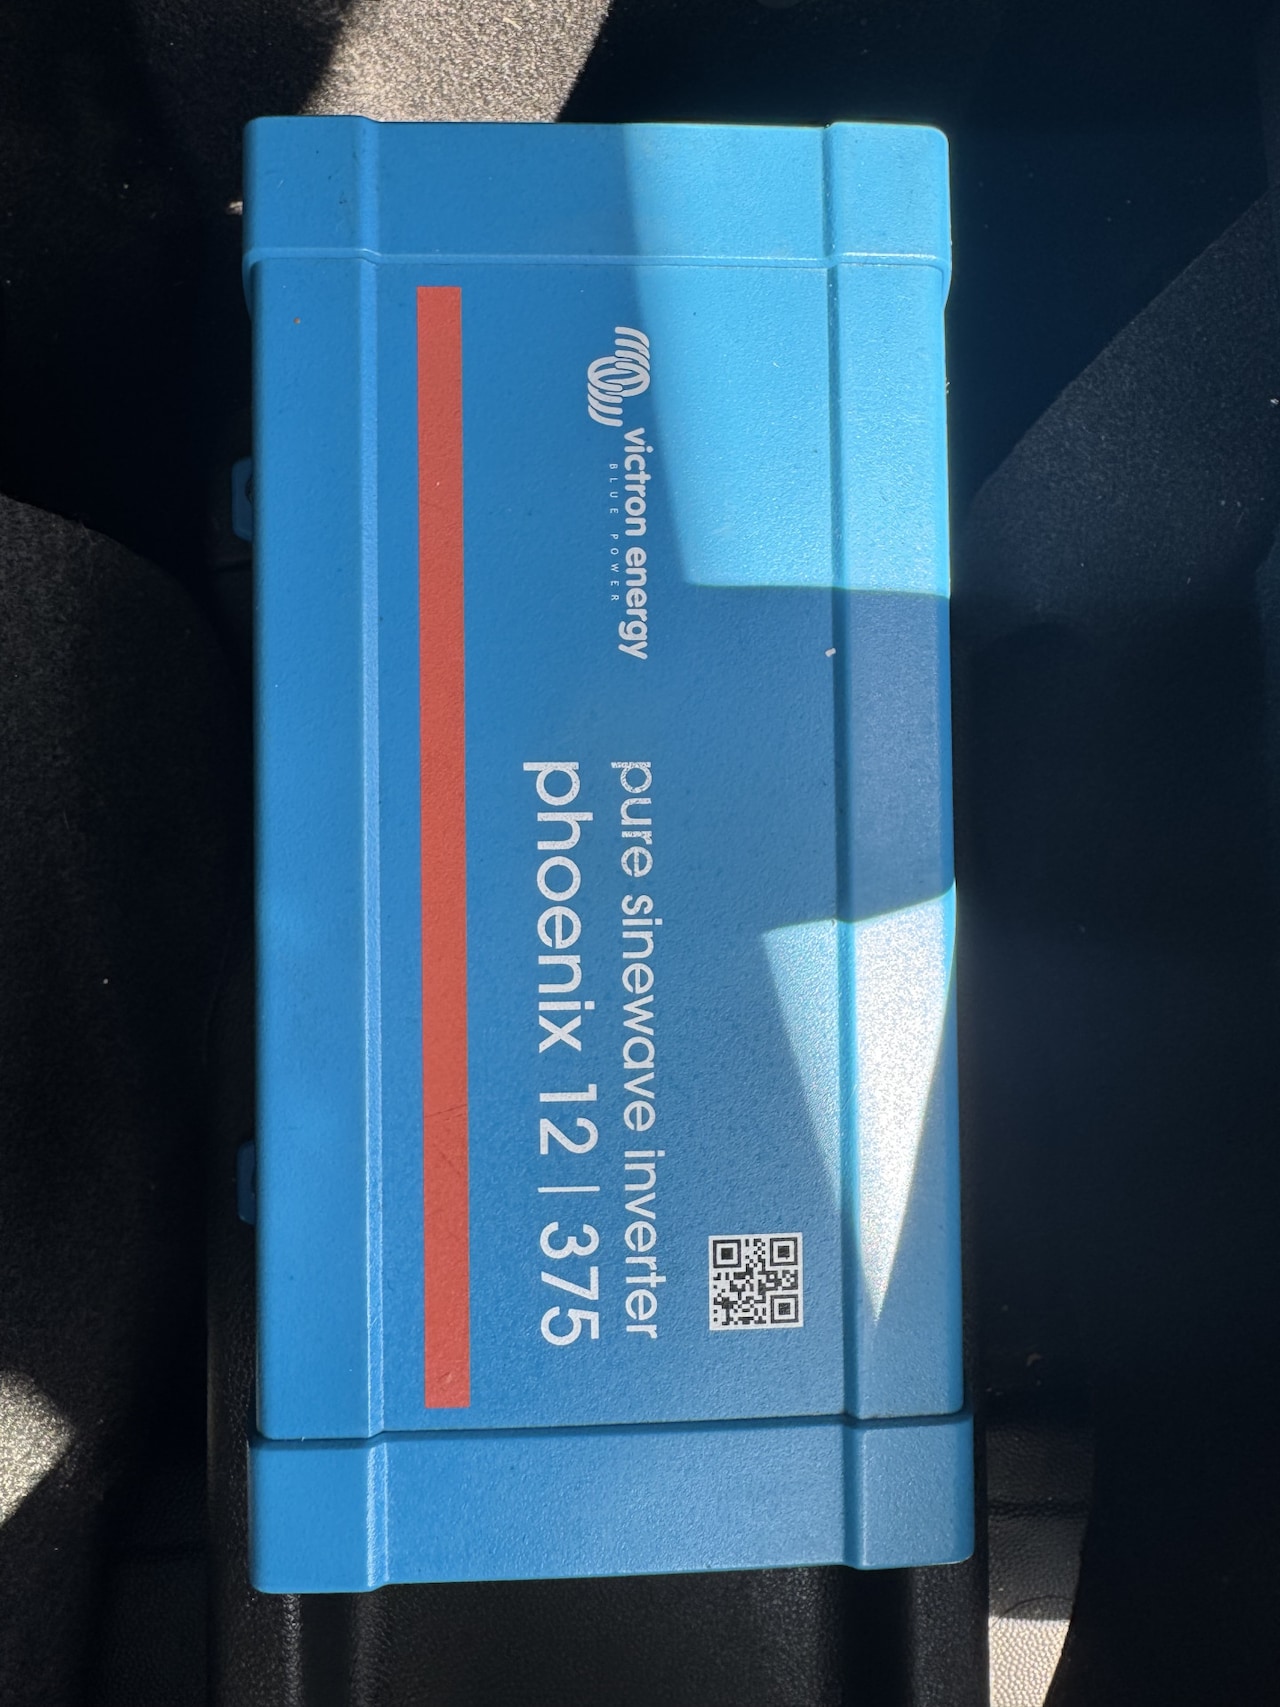 victron energy
BLUE POWER
pure sinewave inverter
phoenix 12 | 375